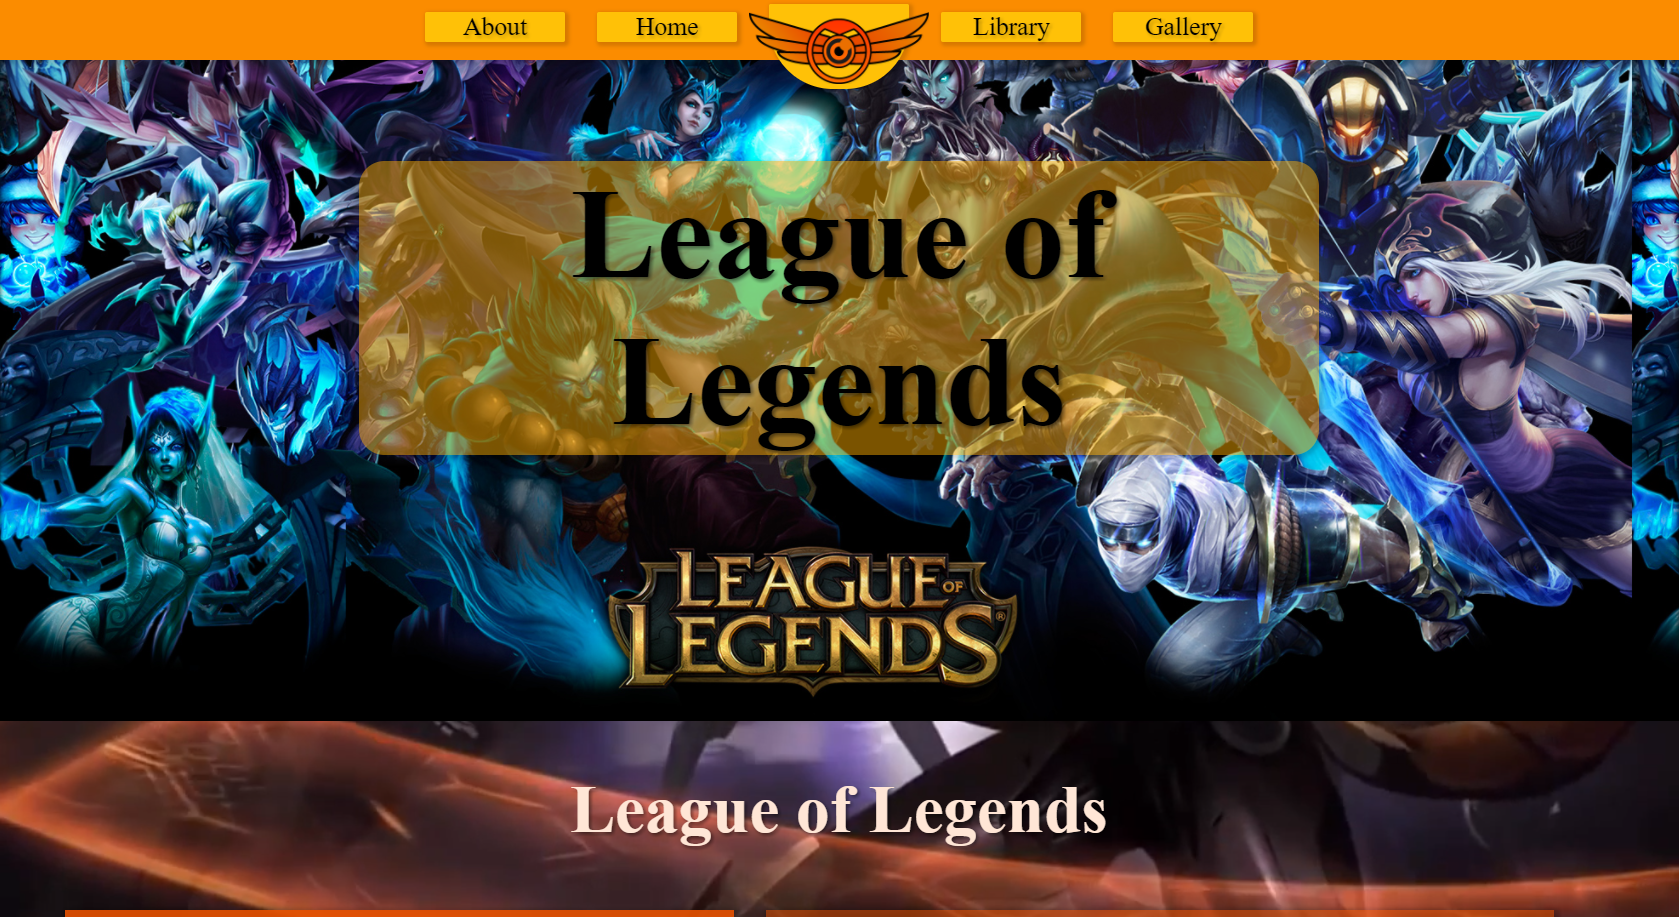 About
Home
Library
Gallery
League of
Legends
LEAGUE OF
LEGENDS®
League of Legends